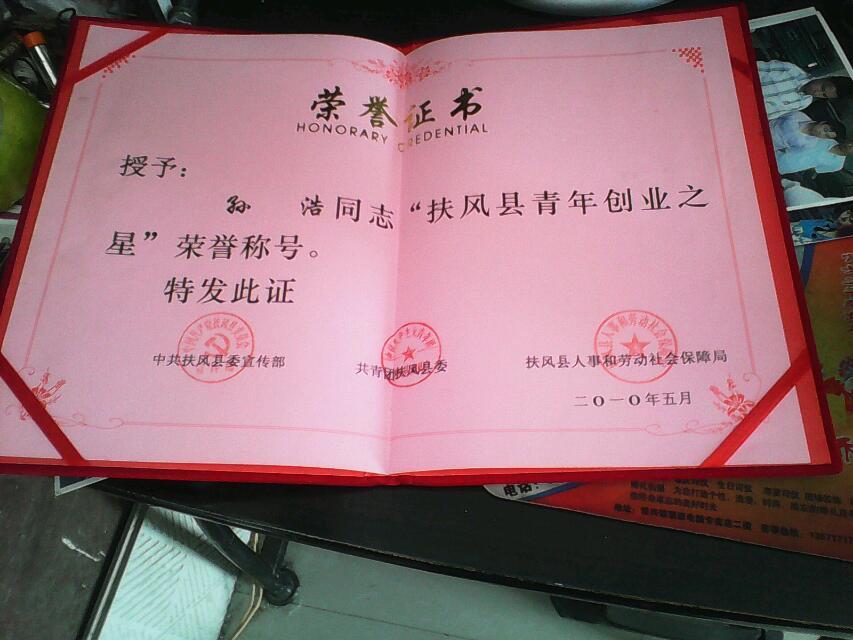 荣誉证书
HONORARY CREDENTIAL
授予：
孙 浩同志“扶风县青年创业之
星”荣誉称号。
特发此证
中共扶风县委宣传部
共青团扶风县委
扶风县人事和劳动社会保障局
二〇一〇年五月
电话：